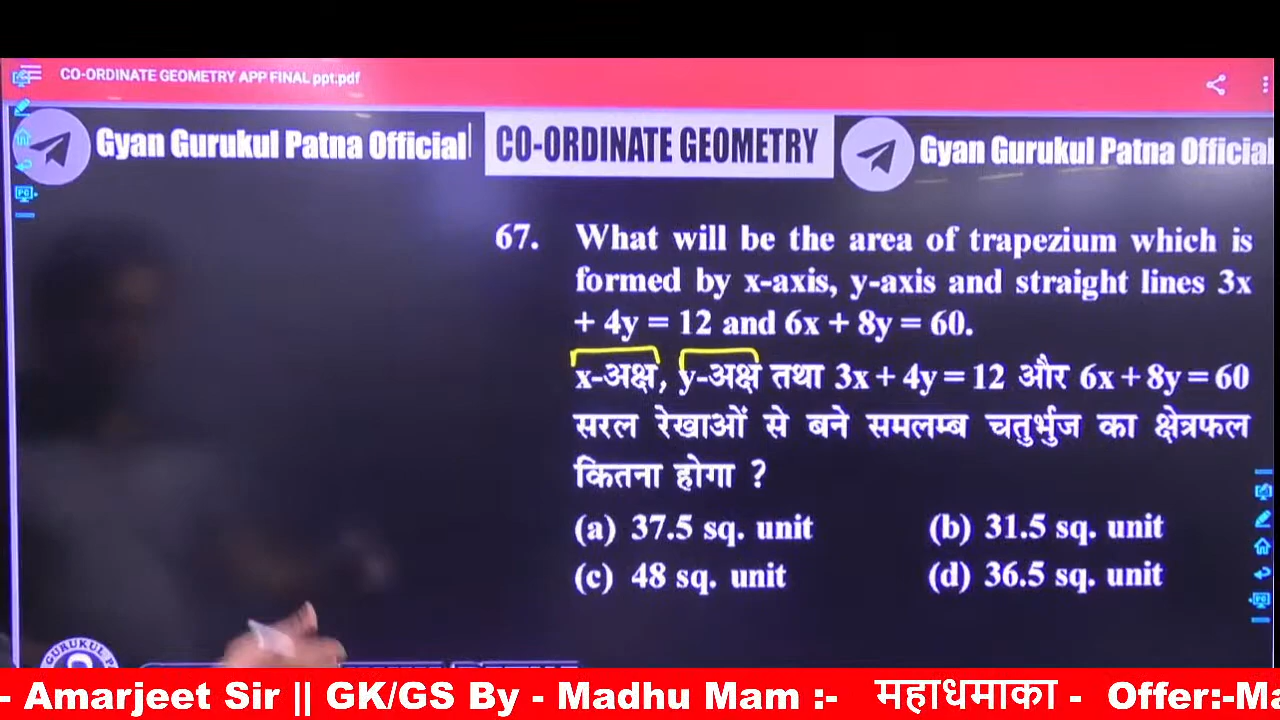 CO-ORDINATE GEOMETRY APP FINAL ppt.pdf
Gyan Gurukul Patna Official
CO-ORDINATE GEOMETRY
Gyan Gurukul Patna Official
67. What will be the area of trapezium which is
formed by x-axis, y-axis and straight lines 3x
+ 4y = 12 and 6x + 8y = 60.
x-अक्ष, y-अक्ष तथा 3x + 4y = 12 और 6x + 8y = 60
सरल रेखाओं से बने समलम्ब चतुर्भुज का क्षेत्रफल
कितना होगा ?
(a) 37.5 sq. unit (b) 31.5 sq. unit
(c) 48 sq. unit (d) 36.5 sq. unit
- Amarjeet Sir || GK/GS By - Madhu Mam :- महाधमाका - Offer:-Ma